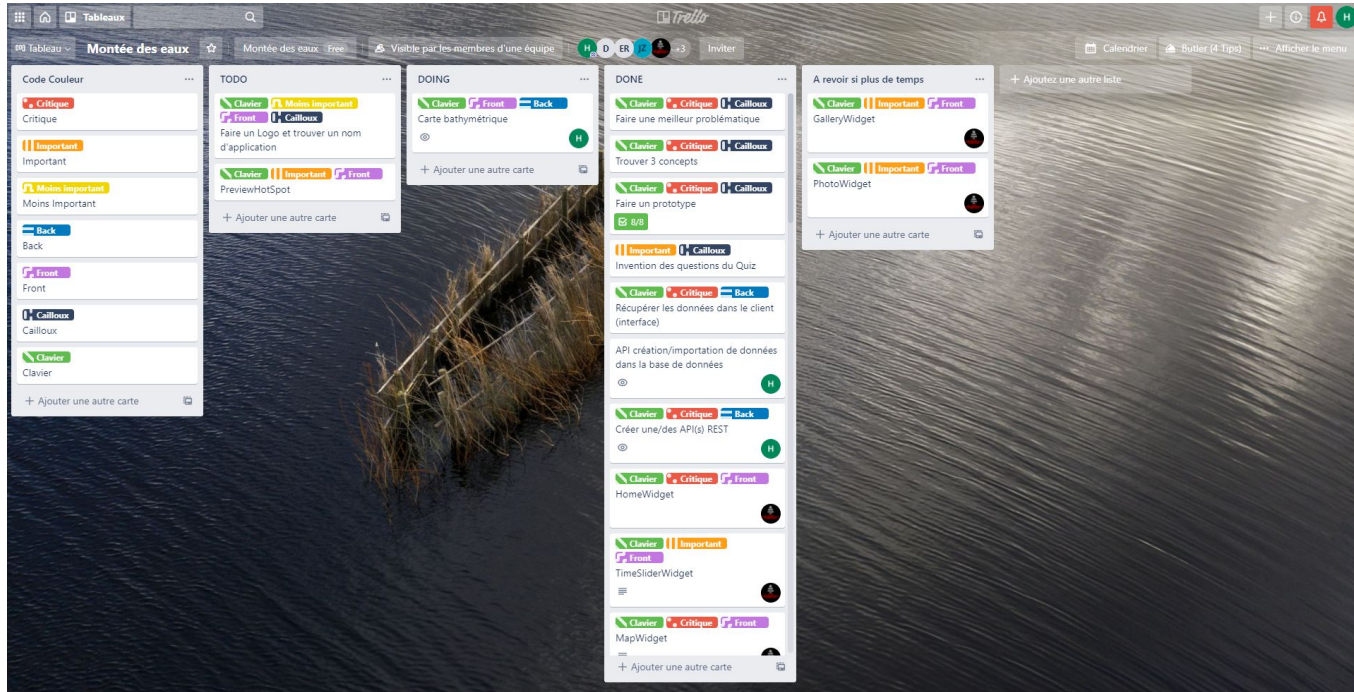 Tableaux
Trello
H
Tableau
Montée des eaux
Montée des eaux Free
Visible par les membres d'une équipe
H D ER JZ +3
Inviter
Calendrier
Butler (4 Tips)
Afficher le menu
Code Couleur
Critique
Critique
Important
Important
Moins important
Moins Important
Back
Back
Front
Front
Cailloux
Cailloux
Clavier
Clavier
+ Ajouter une autre carte
TODO
Clavier Moins important
Front Cailloux
Faire un Logo et trouver un nom
d'application
Clavier Important Front
PreviewHotSpot
+ Ajouter une autre carte
DOING
Clavier Front Back
Carte bathymétrique
H
+ Ajouter une autre carte
DONE
Clavier Critique Cailloux
Faire une meilleur problématique
Clavier Critique Cailloux
Trouver 3 concepts
Clavier Critique Cailloux
Faire un prototype
8/8
Important Cailloux
Invention des questions du Quiz
Clavier Critique Back
Récupérer les données dans le client
(interface)
API création/importation de données
dans la base de données
H
Clavier Critique Back
Créer une/des API(s) REST
H
Clavier Critique Front
HomeWidget
Clavier Important
Front
TimeSliderWidget
Clavier Critique Front
MapWidget
+ Ajouter une autre carte
A revoir si plus de temps
Clavier Important Front
GalleryWidget
Clavier Important Front
PhotoWidget
+ Ajouter une autre carte
+ Ajoutez une autre liste